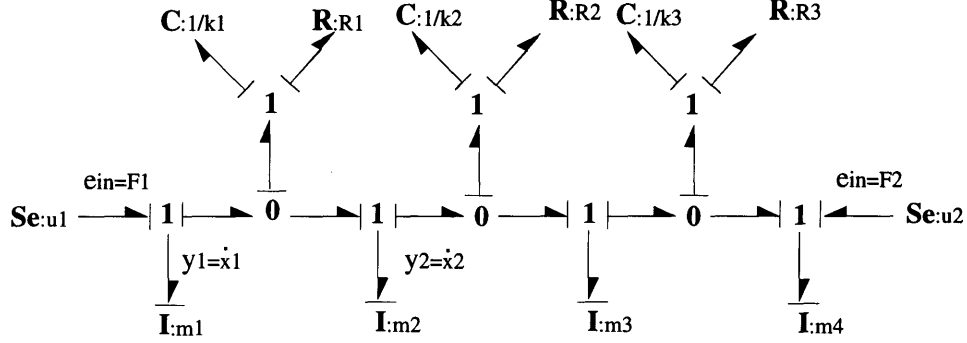 C:1/k1 R:R1 C:1/k2 R:R2 C:1/k3 R:R3
1 1 1
ein=F1 ein=F2
Se:u1 1 0 1 0 1 0 1 Se:u2
y1=ẋ1 y2=ẋ2
I:m1 I:m2 I:m3 I:m4